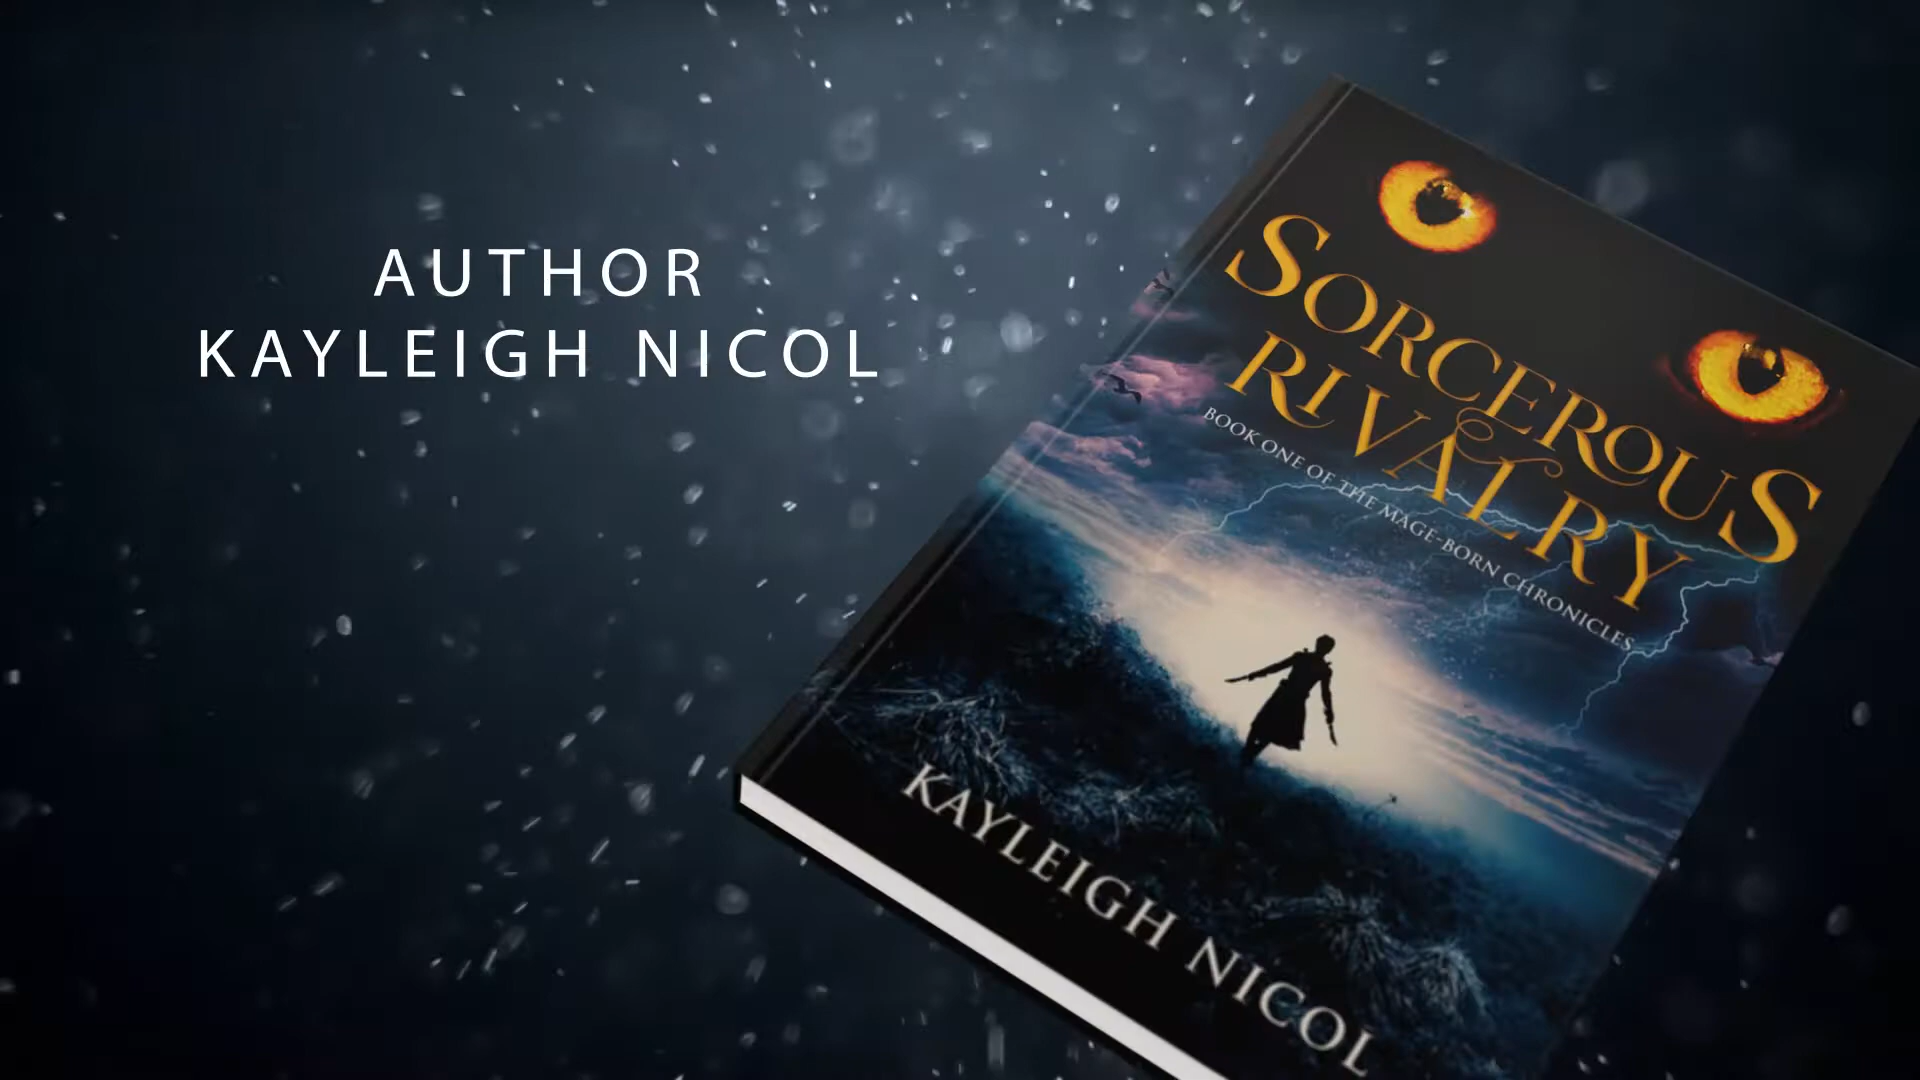 AUTHOR
KAYLEIGH NICOL
SORCEROUS
RIVALRY
BOOK ONE OF THE MAGE-BORN CHRONICLES
KAYLEIGH NICOL